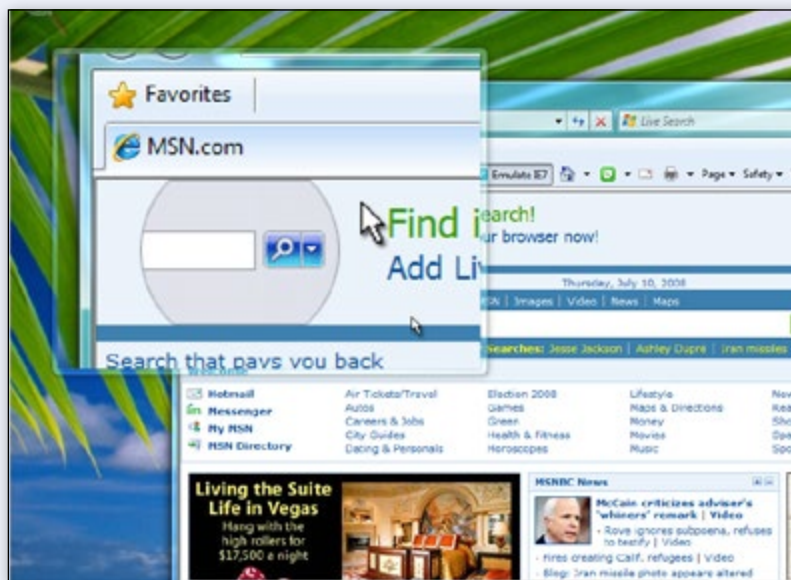 Favorites
MSN.com
Live Search
Emulate IE7
Page
Safety
Find i
earch!
Add Li
ur browser now!
Thursday, July 10, 2008
Images | Video | News | Maps
Search that pays you back
Searches: Jesse Jackson | Ashley Dupre | Iran missiles
Welcome
Hotmail
Messenger
My MSN
MSN Directory
Air Tickets/Travel
Autos
Careers & Jobs
City Guides
Dating & Personals
Election 2008
Games
Green
Health & Fitness
Horoscopes
Lifestyle
Maps & Directions
Money
Movies
Music
Living the Suite
Life in Vegas
Hang with the
high rollers for
$17,500 a night
MSNBC News
McCain criticizes adviser's
'whiners' remark | Video
- Rove ignores subpoena, refuses
to testify | Video
- Fires creating Calif. refugees | Video
- Blog: Iran missile photo appears altered